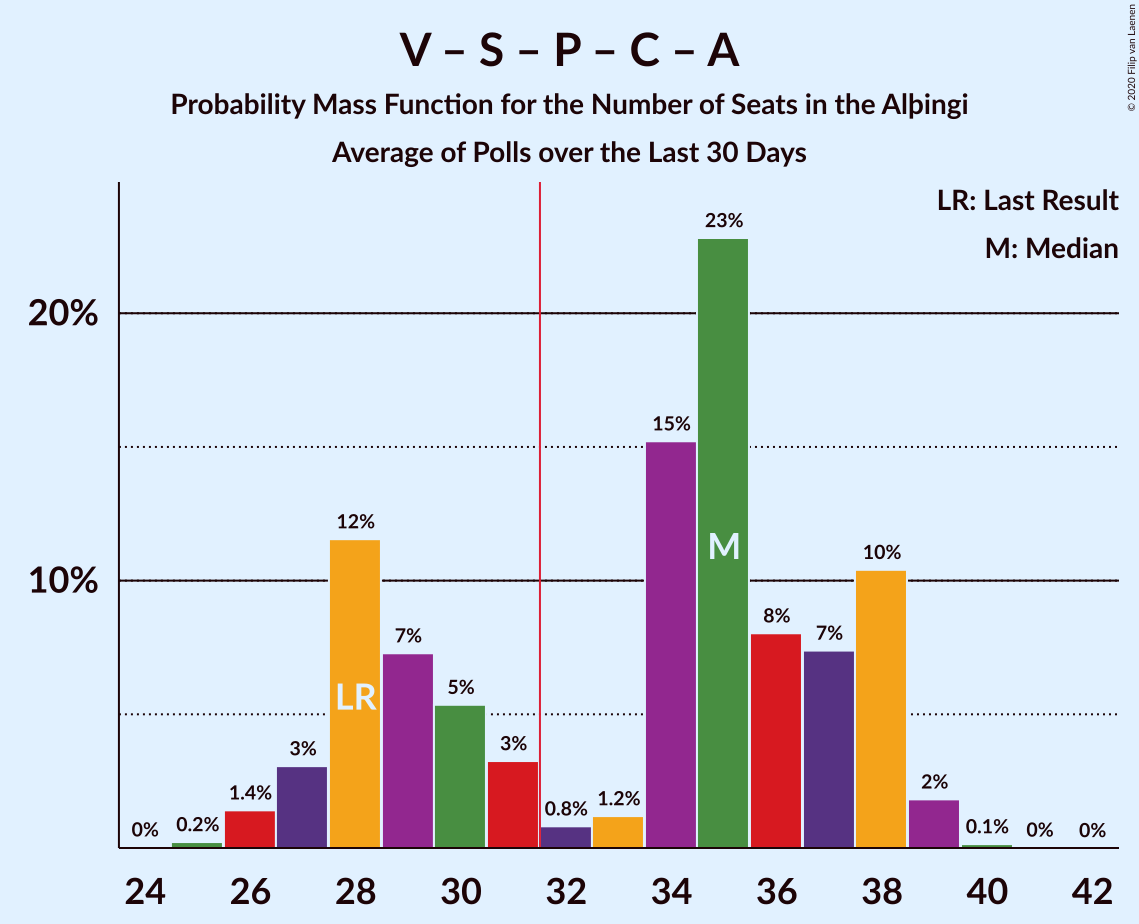 V – S – P – C – A
Probability Mass Function for the Number of Seats in the Alþingi
Average of Polls over the Last 30 Days
© 2020 Filip van Laenen
LR: Last Result
M: Median
20%
10%
0%
0.2%
1.4%
3%
12%
7%
5%
3%
0.8%
1.2%
15%
23%
8%
7%
10%
2%
0.1%
0%
0%
LR
M
24 26 28 30 32 34 36 38 40 42